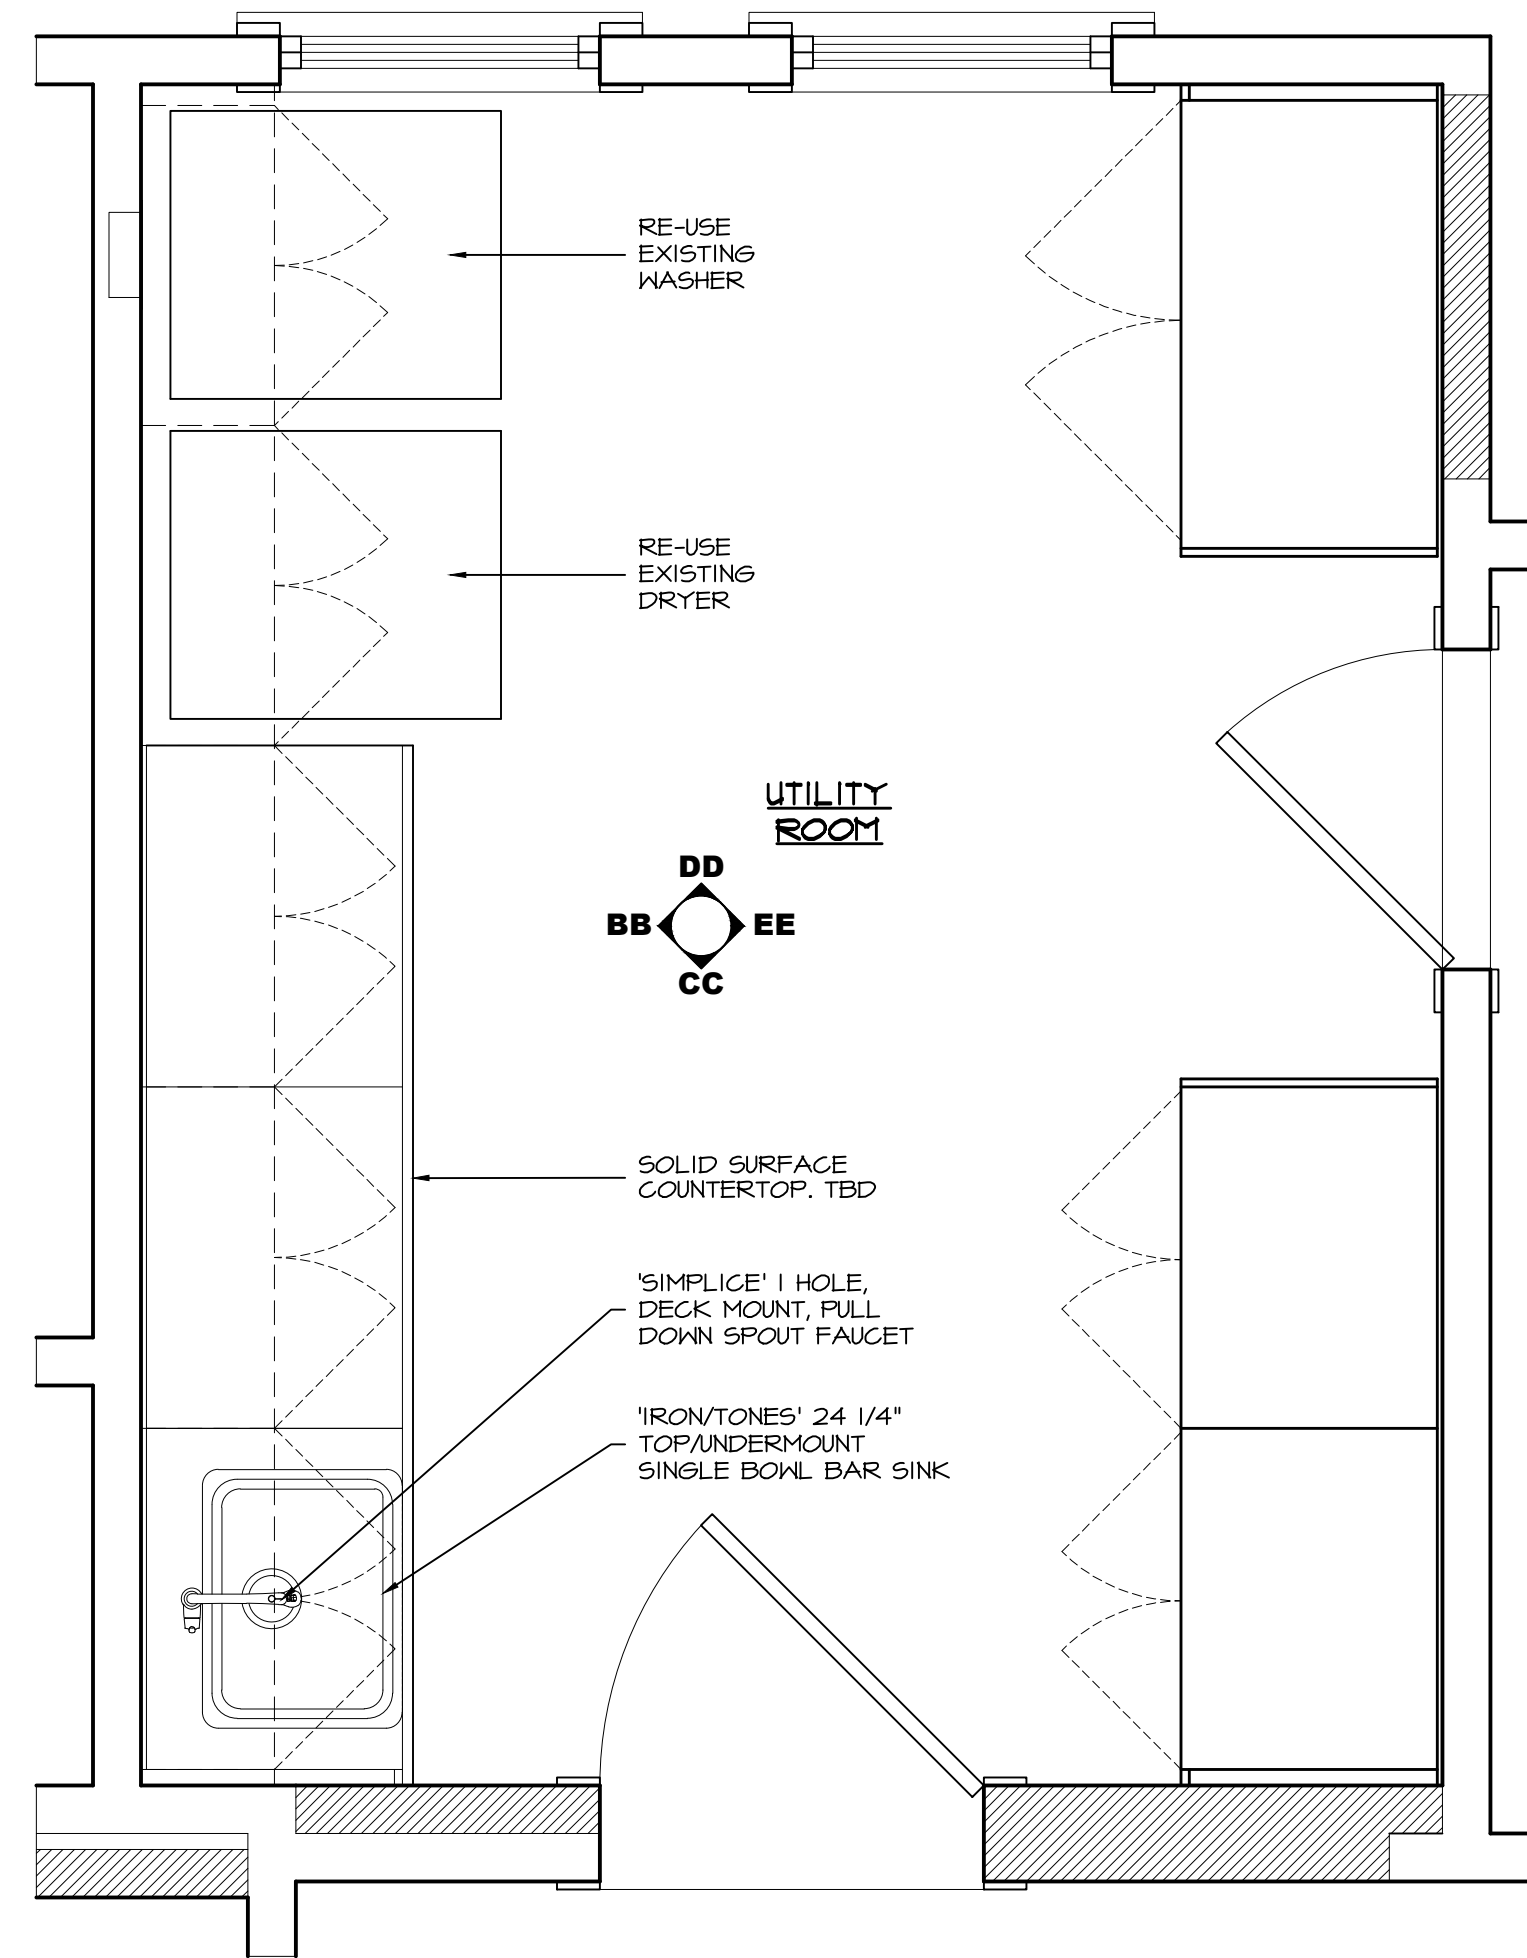 RE-USE
EXISTING
WASHER
RE-USE
EXISTING
DRYER
UTILITY
ROOM
DD
BB EE
CC
SOLID SURFACE
COUNTERTOP. TBD
'SIMPLICE' 1 HOLE,
DECK MOUNT, PULL
DOWN SPOUT FAUCET
'IRON/TONES' 24 1/4"
TOP/UNDERMOUNT
SINGLE BOWL BAR SINK